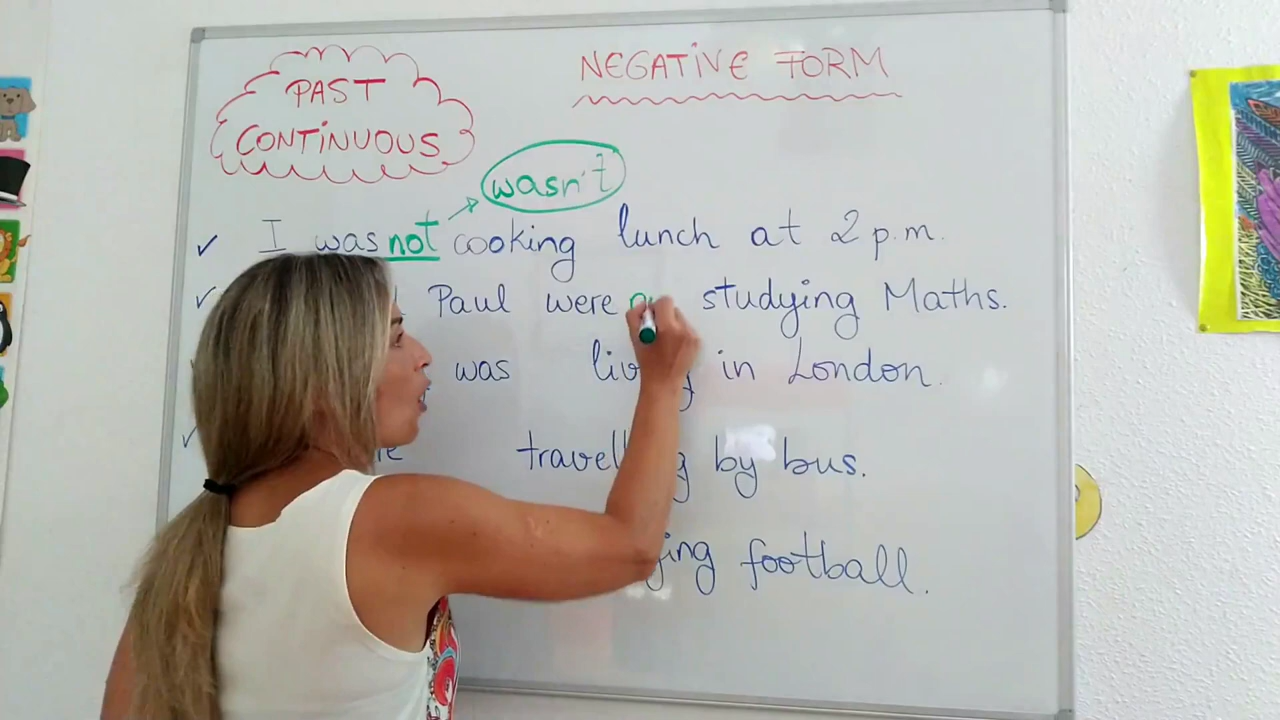 PAST
CONTINUOUS
NEGATIVE FORM
wasn't
✓ I was not cooking lunch at 2 p.m.
✓ Paul were studying Maths.
was in London.
by bus.
football.